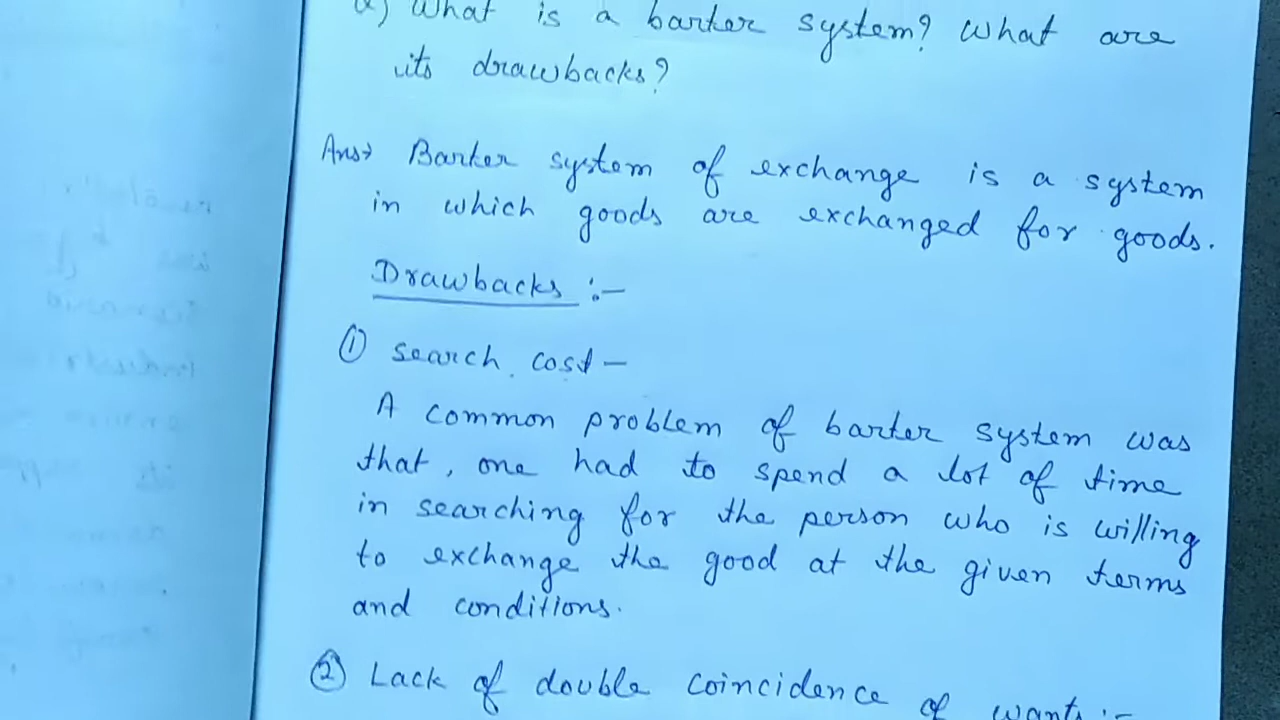 a) What is a barter system? What are
its drawbacks?
Ans→ Barter system of exchange is a system
in which goods are exchanged for goods.
Drawbacks :-
① search cost -
A common problem of barter system was
that, one had to spend a lot of time
in searching for the person who is willing
to exchange the good at the given terms
and conditions.
② Lack of double coincidence of wants :-